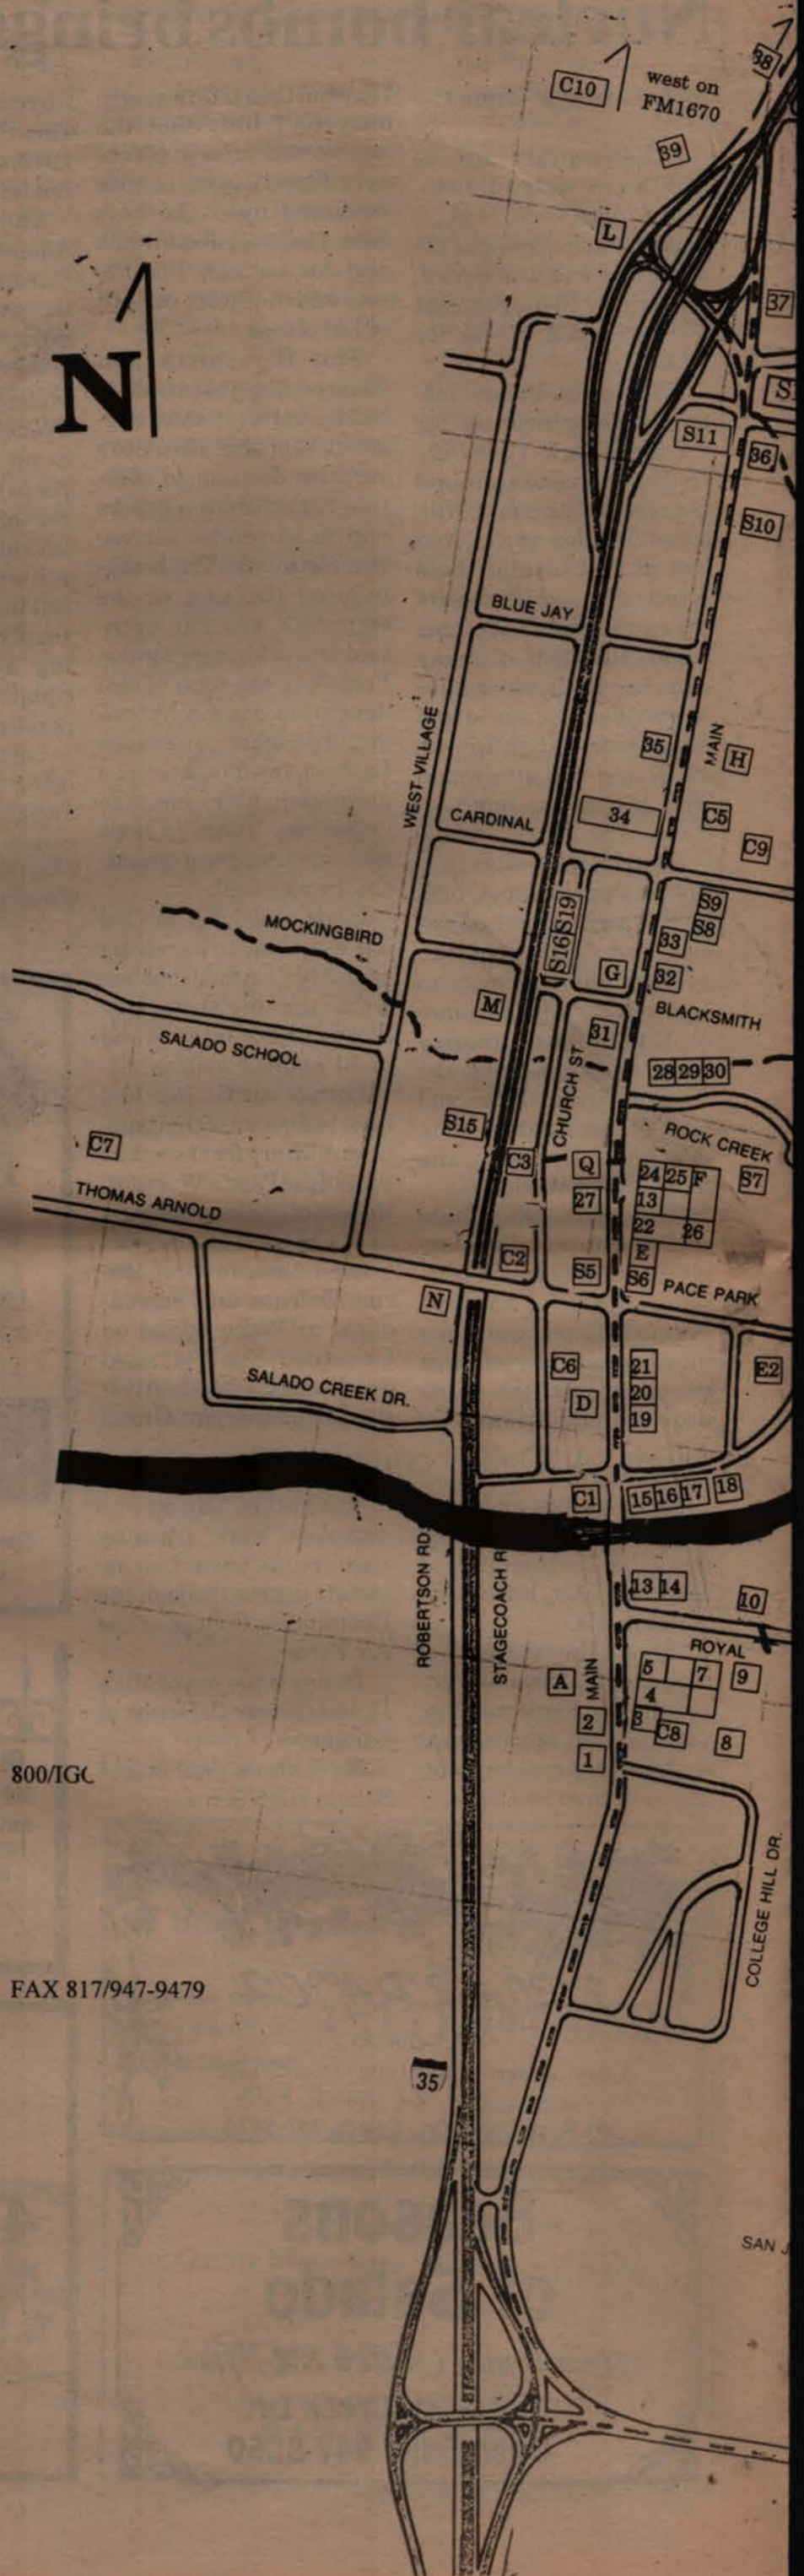 38
C10
west on
FM1670
39
L
N
37
S11
36
S10
BLUE JAY
WEST VILLAGE
35
MAIN
H
34
C5
CARDINAL
C9
S16 S19
S9
S8
33
MOCKINGBIRD
G
32
M
BLACKSMITH
31
SALADO SCHOOL
CHURCH ST
28 29 30
S15
ROCK CREEK
C7
C3
Q
24 25 F
S7
THOMAS ARNOLD
27
13
22 26
E
C2
S5
S6
PACE PARK
N
C6
21
E2
SALADO CREEK DR.
D
20
19
C1
15 16 17 18
ROBERTSON RD.
STAGECOACH R
13 14
10
ROYAL
A
MAIN
5 7 9
4
2
3
C8
8
1
800/IGC
COLLEGE HILL DR.
FAX 817/947-9479
35
SAN J